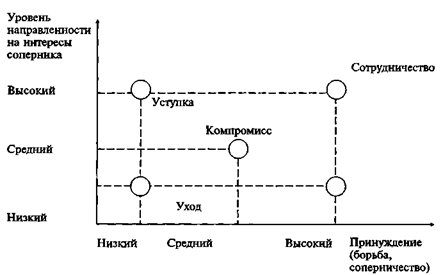 Уровень
направленности
на интересы
соперника
Сотрудничество
Высокий
Уступка
Компромисс
Средний
Уход
Низкий
Низкий Средний Высокий Принуждение
(борьба,
соперничество)